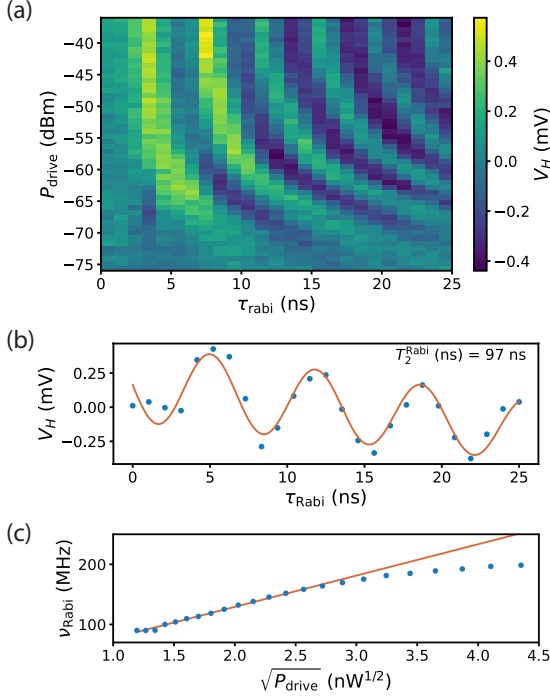 (a)
−40
−45
−50
−55
−60
−65
−70
−75
P_drive (dBm)
0 5 10 15 20 25
τ_rabi (ns)
0.4
0.2
0.0
−0.2
−0.4
V_H (mV)
(b)
T_2^Rabi (ns) = 97 ns
0.25
0.00
−0.25
V_H (mV)
0 5 10 15 20 25
τ_Rabi (ns)
(c)
200
100
ν_Rabi (MHz)
1.0 1.5 2.0 2.5 3.0 3.5 4.0 4.5
√P_drive (nW^1/2)